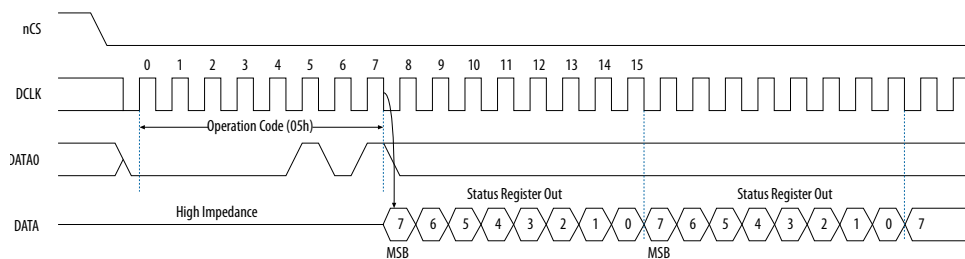 nCS
0 1 2 3 4 5 6 7 8 9 10 11 12 13 14 15
DCLK
Operation Code (05h)
DATA0
Status Register Out Status Register Out
High Impedance
DATA 7 6 5 4 3 2 1 0 7 6 5 4 3 2 1 0 7
MSB MSB